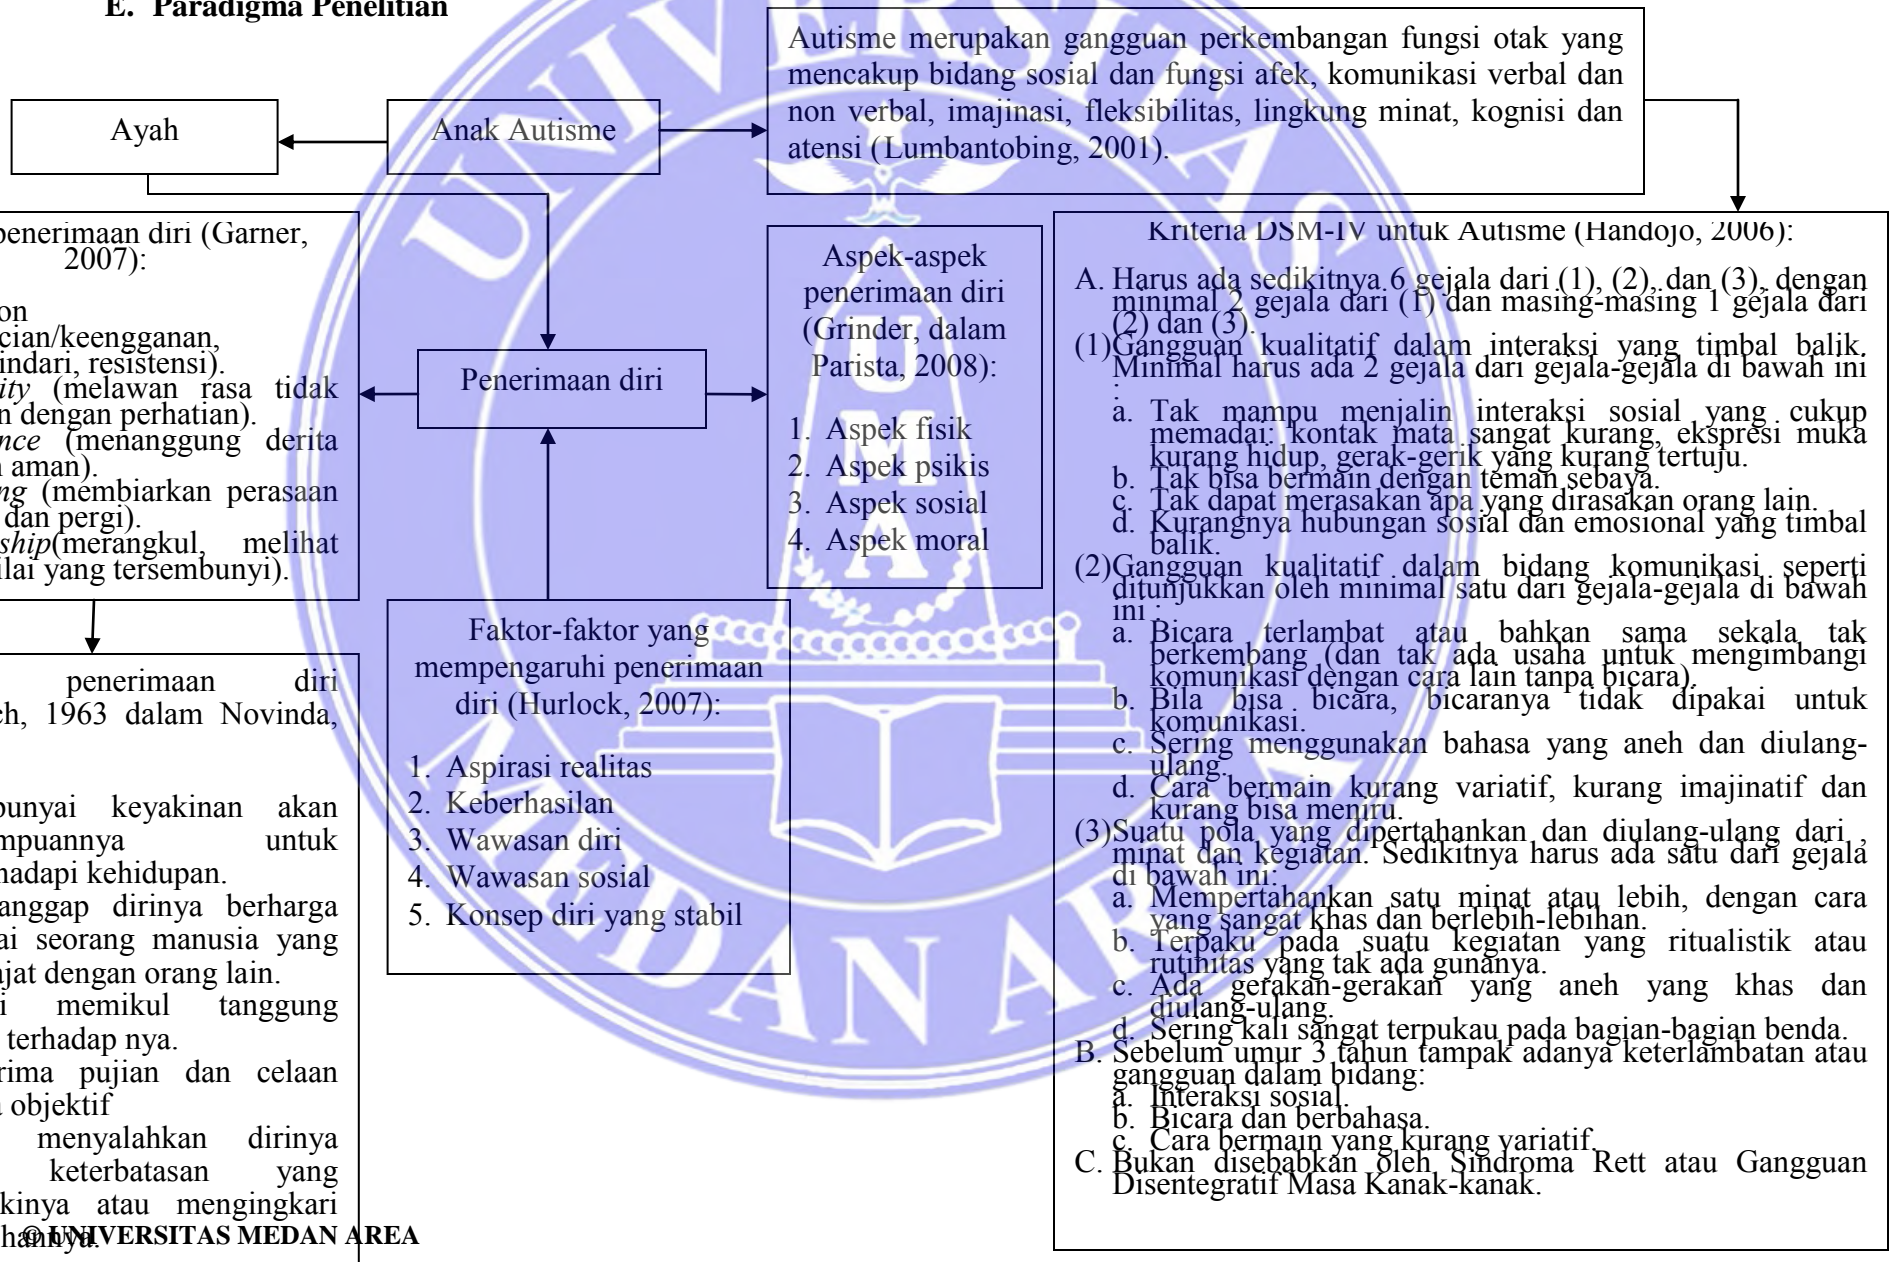 E. Paradigma Penelitian
Autisme merupakan gangguan perkembangan fungsi otak yang
mencakup bidang sosial dan fungsi afek, komunikasi verbal dan
non verbal, imajinasi, fleksibilitas, lingkung minat, kognisi dan
atensi (Lumbantobing, 2001).
Ayah
Anak Autisme
penerimaan diri (Garner,
2007):
on
cian/keengganan,
indari, resistensi).
ity (melawan rasa tidak
n dengan perhatian).
nce (menanggung derita
n aman).
ng (membiarkan perasaan
dan pergi).
ship(merangkul, melihat
ilai yang tersembunyi).
Penerimaan diri
Aspek-aspek
penerimaan diri
(Grinder, dalam
Parista, 2008):
1. Aspek fisik
2. Aspek psikis
3. Aspek sosial
4. Aspek moral
Kriteria DSM-IV untuk Autisme (Handojo, 2006):
A. Harus ada sedikitnya 6 gejala dari (1), (2), dan (3), dengan
minimal 2 gejala dari (1) dan masing-masing 1 gejala dari
(2) dan (3).
(1)Gangguan kualitatif dalam interaksi yang timbal balik.
Minimal harus ada 2 gejala dari gejala-gejala di bawah ini
:
a. Tak mampu menjalin interaksi sosial yang cukup
memadai: kontak mata sangat kurang, ekspresi muka
kurang hidup, gerak-gerik yang kurang tertuju.
b. Tak bisa bermain dengan teman sebaya.
c. Tak dapat merasakan apa yang dirasakan orang lain.
d. Kurangnya hubungan sosial dan emosional yang timbal
balik.
(2)Gangguan kualitatif dalam bidang komunikasi seperti
ditunjukkan oleh minimal satu dari gejala-gejala di bawah
ini :
a. Bicara terlambat atau bahkan sama sekala tak
berkembang (dan tak ada usaha untuk mengimbangi
komunikasi dengan cara lain tanpa bicara).
b. Bila bisa bicara, bicaranya tidak dipakai untuk
komunikasi.
c. Sering menggunakan bahasa yang aneh dan diulang-
ulang.
d. Cara bermain kurang variatif, kurang imajinatif dan
kurang bisa meniru.
(3)Suatu pola yang dipertahankan dan diulang-ulang dari ,
minat dan kegiatan. Sedikitnya harus ada satu dari gejala
di bawah ini:
a. Mempertahankan satu minat atau lebih, dengan cara
yang sangat khas dan berlebih-lebihan.
b. Terpaku pada suatu kegiatan yang ritualistik atau
rutinitas yang tak ada gunanya.
c. Ada gerakan-gerakan yang aneh yang khas dan
diulang-ulang.
d. Sering kali sangat terpukau pada bagian-bagian benda.
B. Sebelum umur 3 tahun tampak adanya keterlambatan atau
gangguan dalam bidang:
a. Interaksi sosial.
b. Bicara dan berbahasa.
c. Cara bermain yang kurang variatif.
C. Bukan disebabkan oleh Sindroma Rett atau Gangguan
Disentegratif Masa Kanak-kanak.
Faktor-faktor yang
mempengaruhi penerimaan
diri (Hurlock, 2007):
1. Aspirasi realitas
2. Keberhasilan
3. Wawasan diri
4. Wawasan sosial
5. Konsep diri yang stabil
penerimaan diri
ch, 1963 dalam Novinda,
punyai keyakinan akan
mpuannya untuk
hadapi kehidupan.
anggap dirinya berharga
ai seorang manusia yang
ajat dengan orang lain.
i memikul tanggung
terhadap nya.
rima pujian dan celaan
a objektif
menyalahkan dirinya
keterbatasan yang
kinya atau mengingkari
hannya.
© UNIVERSITAS MEDAN AREA
UNIVERSITAS
UMA
MEDAN AREA